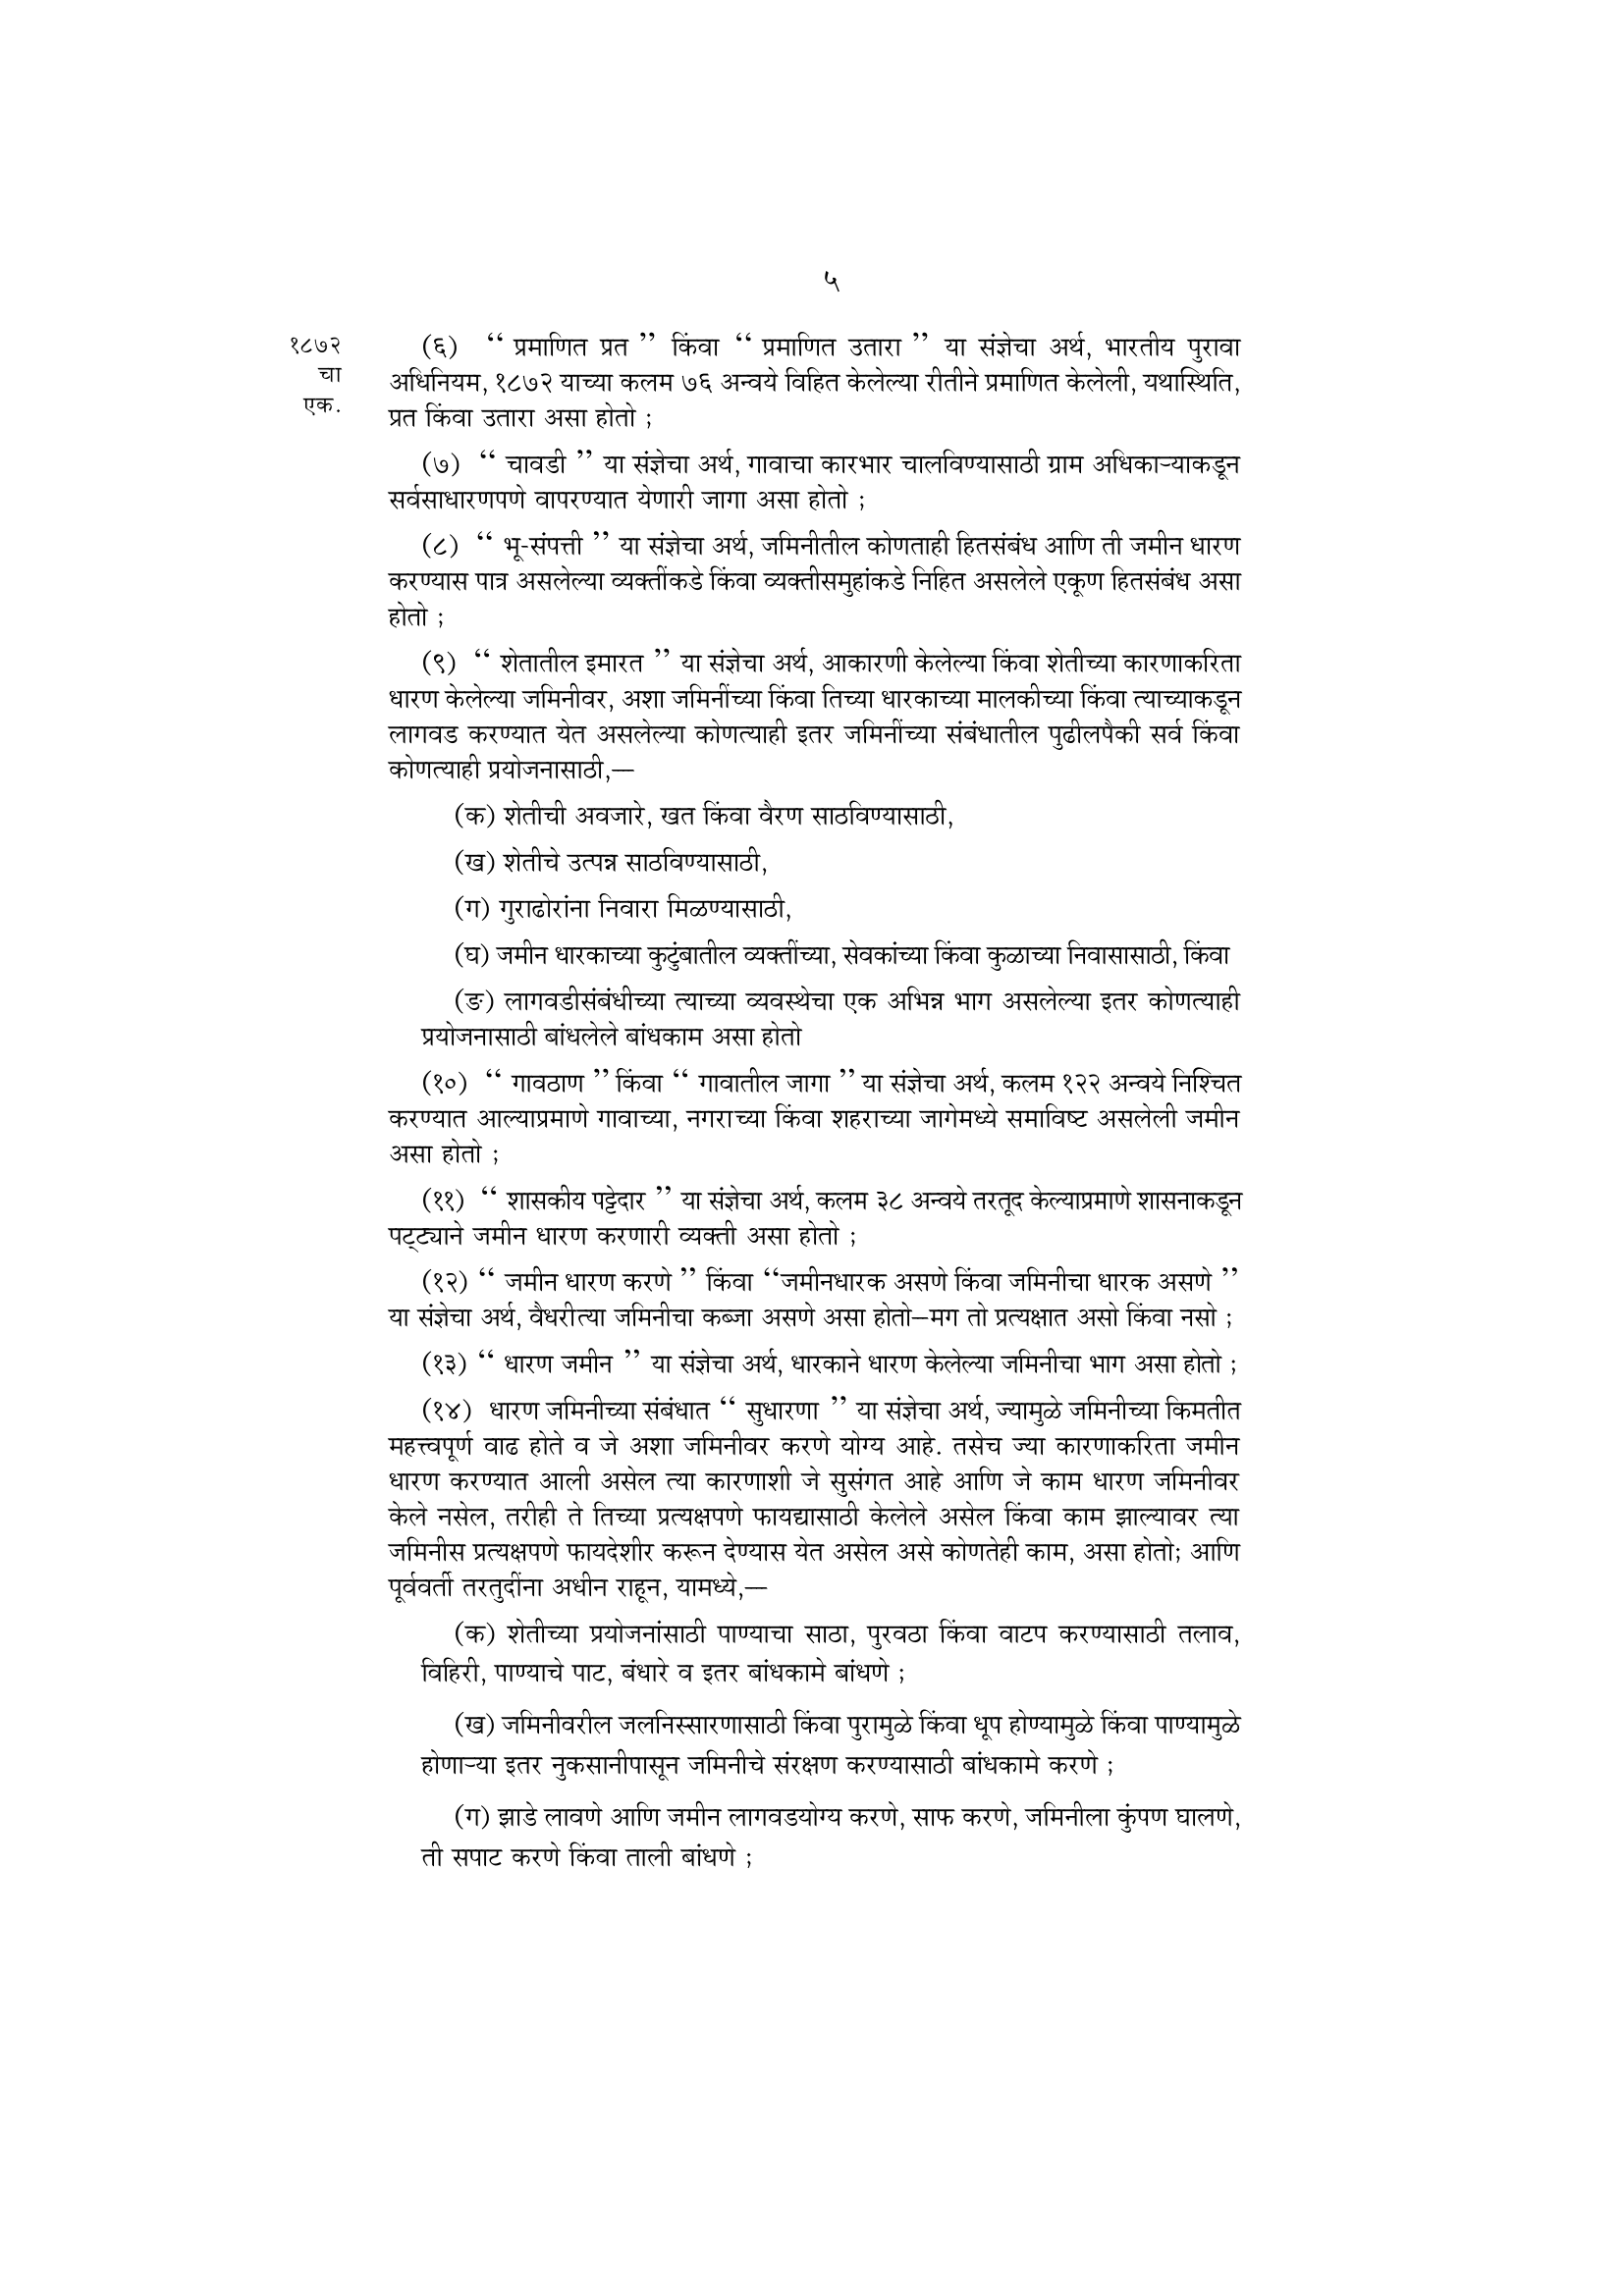 ५
१८७२
चा
एक.
(६) “ प्रमाणित प्रत ” किंवा “ प्रमाणित उतारा ” या संज्ञेचा अर्थ, भारतीय पुरावा
अधिनियम, १८७२ याच्या कलम ७६ अन्वये विहित केलेल्या रीतीने प्रमाणित केलेली, यथास्थिति,
प्रत किंवा उतारा असा होतो ;
(७) “ चावडी ” या संज्ञेचा अर्थ, गावाचा कारभार चालविण्यासाठी ग्राम अधिकाऱ्याकडून
सर्वसाधारणपणे वापरण्यात येणारी जागा असा होतो ;
(८) “ भू-संपत्ती ” या संज्ञेचा अर्थ, जमिनीतील कोणताही हितसंबंध आणि ती जमीन धारण
करण्यास पात्र असलेल्या व्यक्तींकडे किंवा व्यक्तीसमुहांकडे निहित असलेले एकूण हितसंबंध असा
होतो ;
(९) “ शेतातील इमारत ” या संज्ञेचा अर्थ, आकारणी केलेल्या किंवा शेतीच्या कारणाकरिता
धारण केलेल्या जमिनीवर, अशा जमिनींच्या किंवा तिच्या धारकाच्या मालकीच्या किंवा त्याच्याकडून
लागवड करण्यात येत असलेल्या कोणत्याही इतर जमिनींच्या संबंधातील पुढीलपैकी सर्व किंवा
कोणत्याही प्रयोजनासाठी,—
(क) शेतीची अवजारे, खत किंवा वैरण साठविण्यासाठी,
(ख) शेतीचे उत्पन्न साठविण्यासाठी,
(ग) गुराढोरांना निवारा मिळण्यासाठी,
(घ) जमीन धारकाच्या कुटुंबातील व्यक्तींच्या, सेवकांच्या किंवा कुळाच्या निवासासाठी, किंवा
(ङ) लागवडीसंबंधीच्या त्याच्या व्यवस्थेचा एक अभिन्न भाग असलेल्या इतर कोणत्याही
प्रयोजनासाठी बांधलेले बांधकाम असा होतो
(१०) “ गावठाण ” किंवा “ गावातील जागा ” या संज्ञेचा अर्थ, कलम १२२ अन्वये निश्चित
करण्यात आल्याप्रमाणे गावाच्या, नगराच्या किंवा शहराच्या जागेमध्ये समाविष्ट असलेली जमीन
असा होतो ;
(११) “ शासकीय पट्टेदार ” या संज्ञेचा अर्थ, कलम ३८ अन्वये तरतूद केल्याप्रमाणे शासनाकडून
पट्ट्याने जमीन धारण करणारी व्यक्ती असा होतो ;
(१२) “ जमीन धारण करणे ” किंवा “जमीनधारक असणे किंवा जमिनीचा धारक असणे ”
या संज्ञेचा अर्थ, वैधरीत्या जमिनीचा कब्जा असणे असा होतो—मग तो प्रत्यक्षात असो किंवा नसो ;
(१३) “ धारण जमीन ” या संज्ञेचा अर्थ, धारकाने धारण केलेल्या जमिनीचा भाग असा होतो ;
(१४) धारण जमिनीच्या संबंधात “ सुधारणा ” या संज्ञेचा अर्थ, ज्यामुळे जमिनीच्या किमतीत
महत्त्वपूर्ण वाढ होते व जे अशा जमिनीवर करणे योग्य आहे. तसेच ज्या कारणाकरिता जमीन
धारण करण्यात आली असेल त्या कारणाशी जे सुसंगत आहे आणि जे काम धारण जमिनीवर
केले नसेल, तरीही ते तिच्या प्रत्यक्षपणे फायद्यासाठी केलेले असेल किंवा काम झाल्यावर त्या
जमिनीस प्रत्यक्षपणे फायदेशीर करून देण्यास येत असेल असे कोणतेही काम, असा होतो; आणि
पूर्ववर्ती तरतुदींना अधीन राहून, यामध्ये,—
(क) शेतीच्या प्रयोजनांसाठी पाण्याचा साठा, पुरवठा किंवा वाटप करण्यासाठी तलाव,
विहिरी, पाण्याचे पाट, बंधारे व इतर बांधकामे बांधणे ;
(ख) जमिनीवरील जलनिस्सारणासाठी किंवा पुरामुळे किंवा धूप होण्यामुळे किंवा पाण्यामुळे
होणाऱ्या इतर नुकसानीपासून जमिनीचे संरक्षण करण्यासाठी बांधकामे करणे ;
(ग) झाडे लावणे आणि जमीन लागवडयोग्य करणे, साफ करणे, जमिनीला कुंपण घालणे,
ती सपाट करणे किंवा ताली बांधणे ;